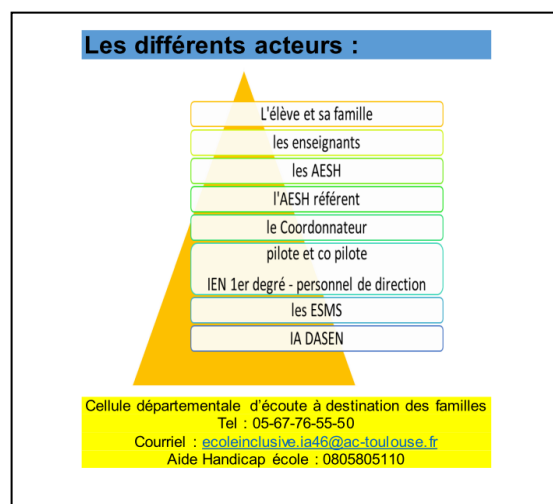 Les différents acteurs :
L'élève et sa famille
les enseignants
les AESH
l'AESH référent
le Coordonnateur
pilote et co pilote
IEN 1er degré - personnel de direction
les ESMS
IA DASEN
Cellule départementale d'écoute à destination des familles
Tel : 05-67-76-55-50
Courriel : ecoleinclusive.ia46@ac-toulouse.fr
Aide Handicap école : 0805805110